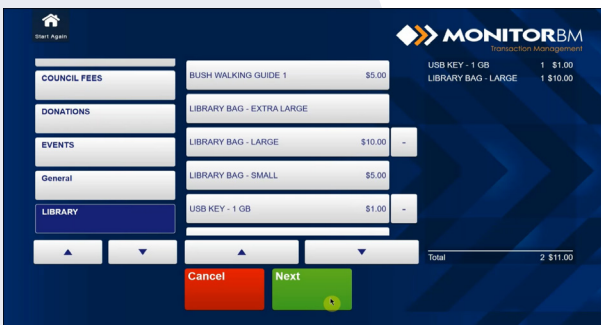 Start Again
MONITORBM
Transaction Management
COUNCIL FEES
DONATIONS
EVENTS
General
LIBRARY
BUSH WALKING GUIDE 1 $5.00
LIBRARY BAG - EXTRA LARGE
LIBRARY BAG - LARGE $10.00 -
LIBRARY BAG - SMALL $5.00
USB KEY - 1 GB $1.00 -
USB KEY - 1 GB 1 $1.00
LIBRARY BAG - LARGE 1 $10.00
Total 2 $11.00
Cancel
Next